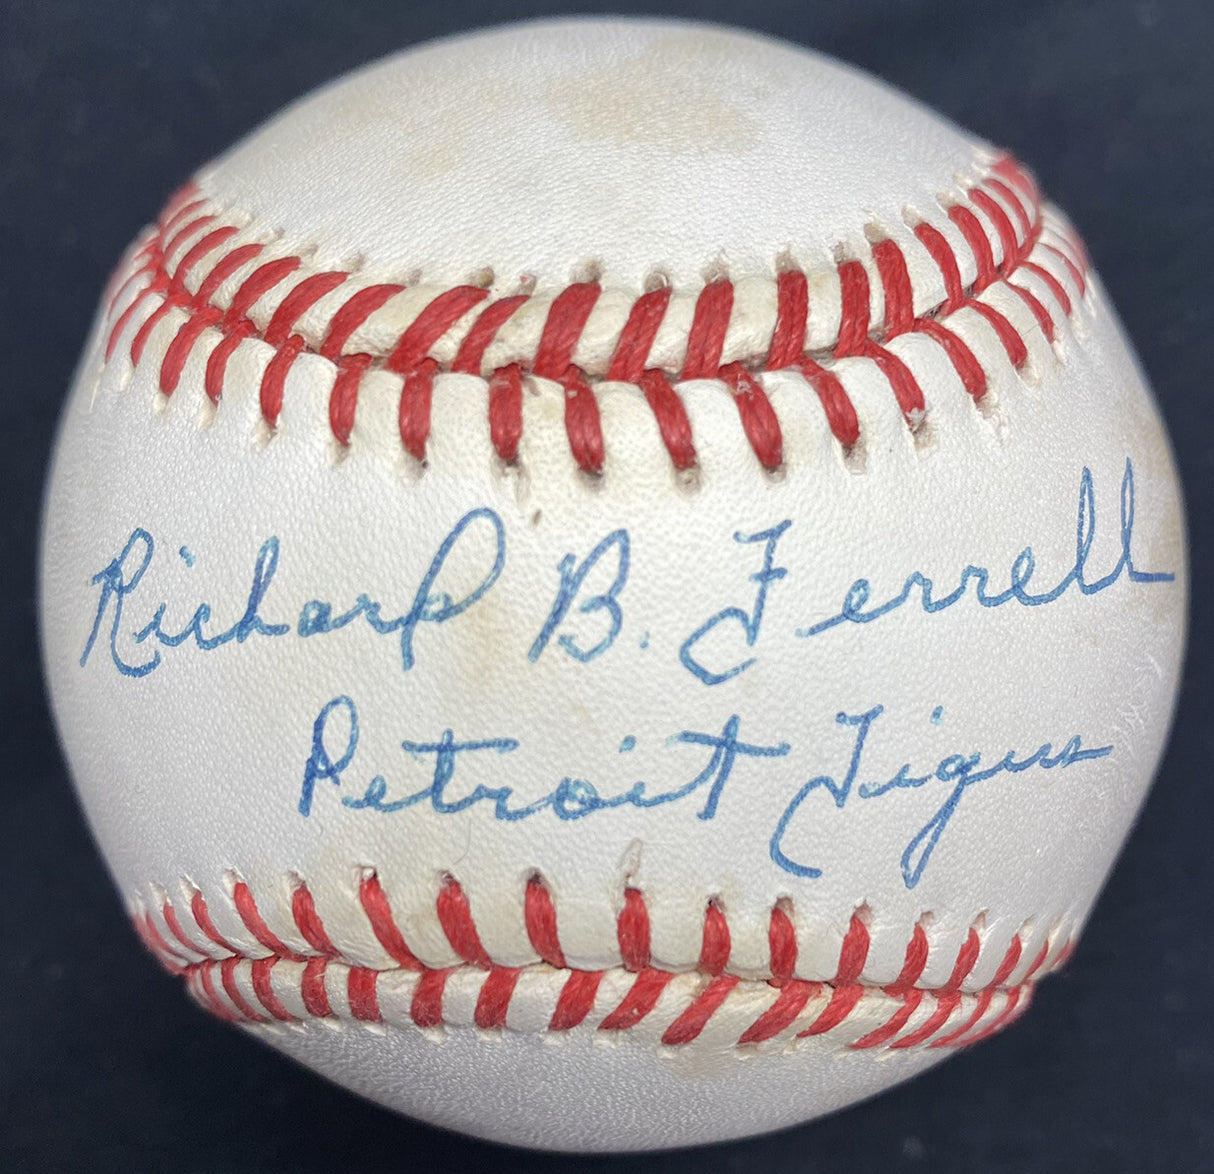 Richard B. Ferrell
Detroit Tigers